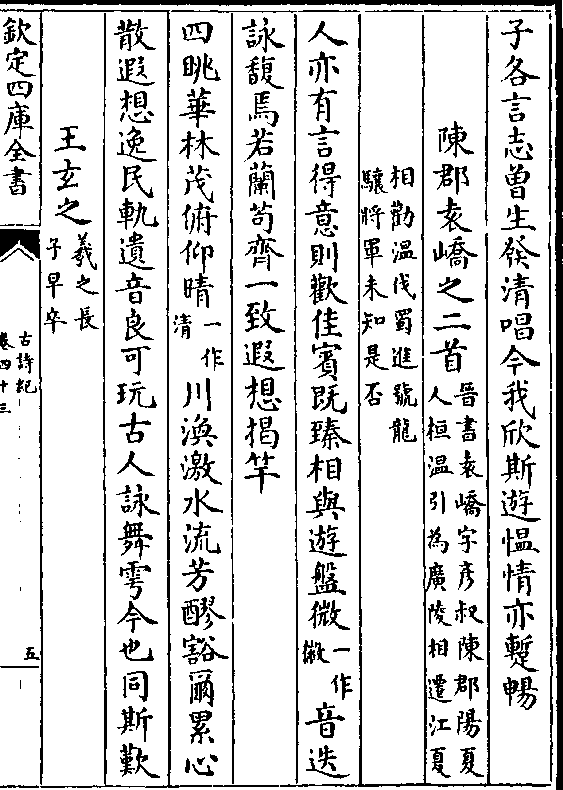 子各言志曽生發清唱今我欣斯遊愠情亦蹔暢
陳郡袁嶠之二首
晉書袁嶠字彦叔陳郡陽夏
人桓温引為廣陵相遷江夏
相勸温伐蜀進號龍
驤將軍未知是否
人亦有言得意則歡佳賓既臻相與遊盤微一作徽音迭
詠馥焉若蘭茍齊一致遐想揭竿
四眺華林茂俯仰晴一作清川渙激水流芳醪豁爾累心
散遐想逸民軌遺音良可玩古人詠舞雩今也同斯歎
王玄之
羲之長
子早卒
欽定四庫全書
古詩紀
卷四十三
五